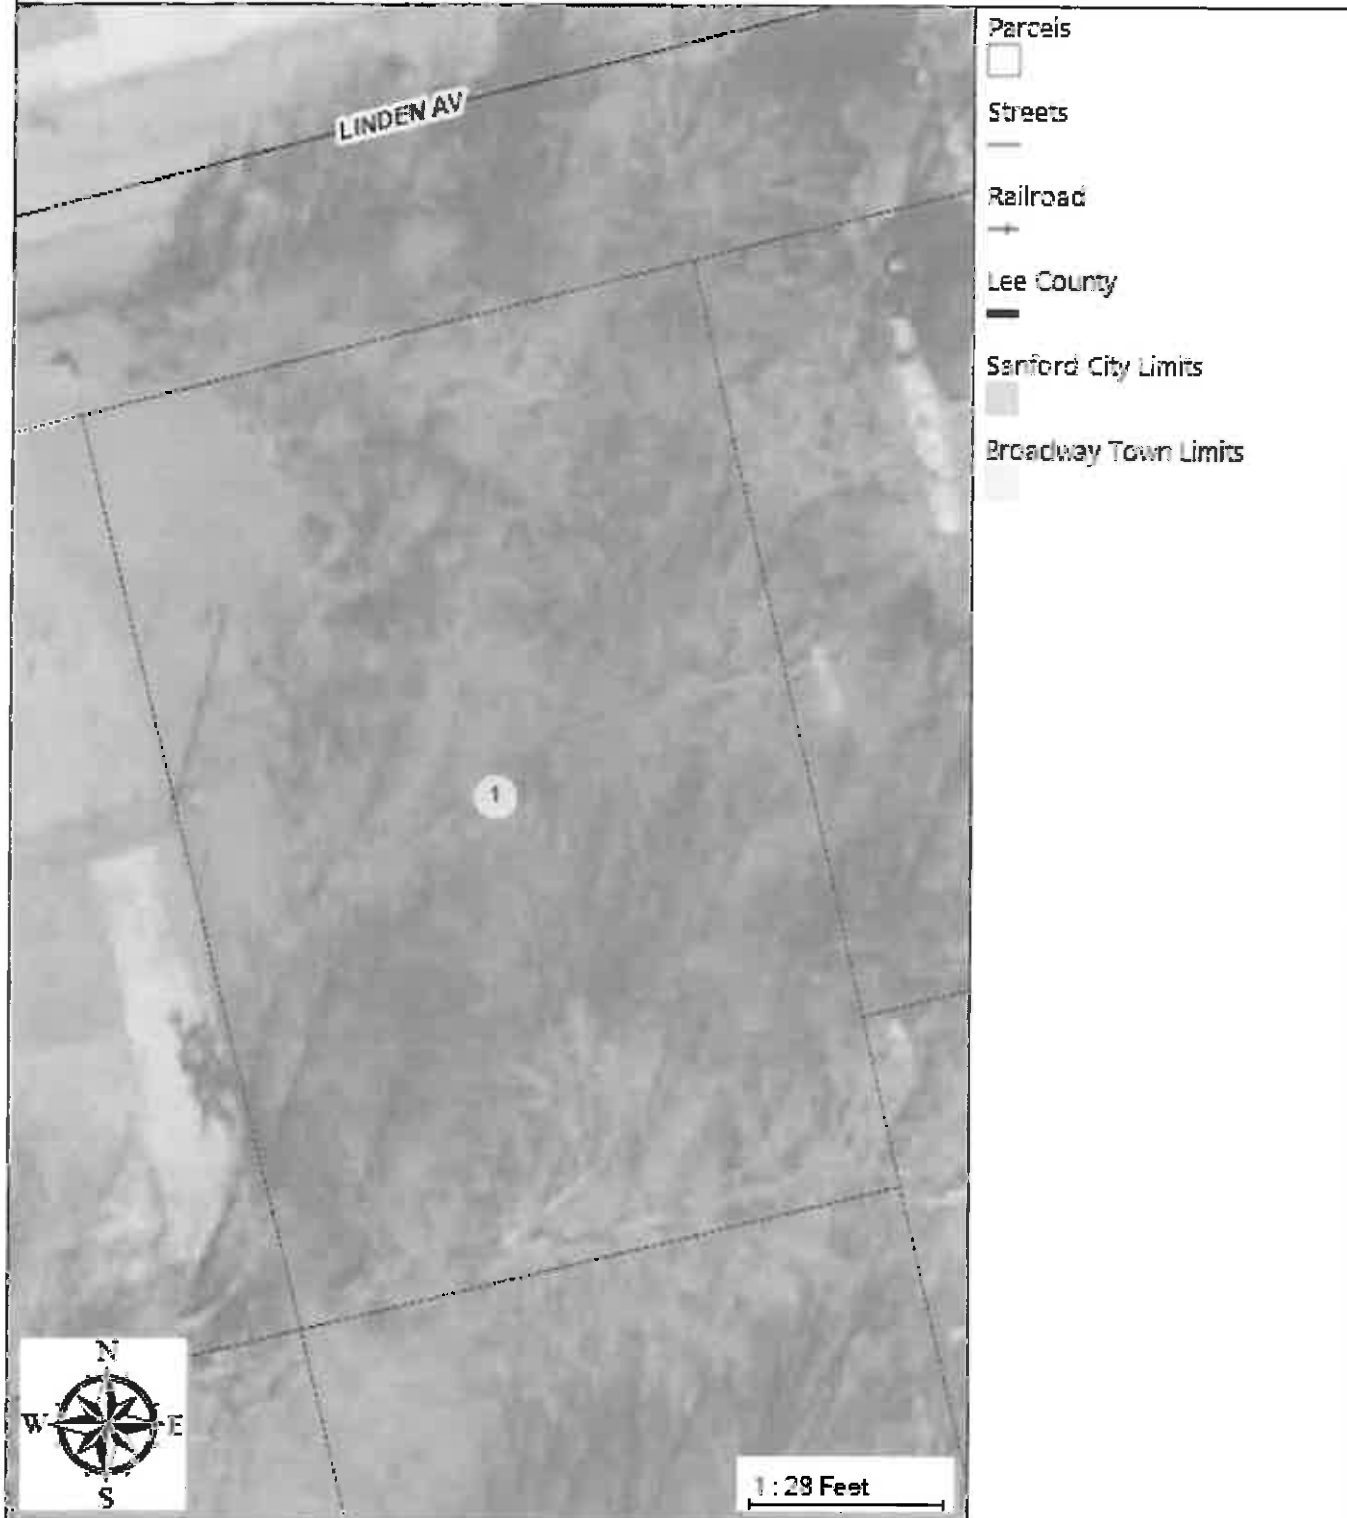 LINDEN AV
1
N
W E
S
1 : 28 Feet
Parcels
Streets
Railroad
Lee County
Sanford City Limits
Broadway Town Limits